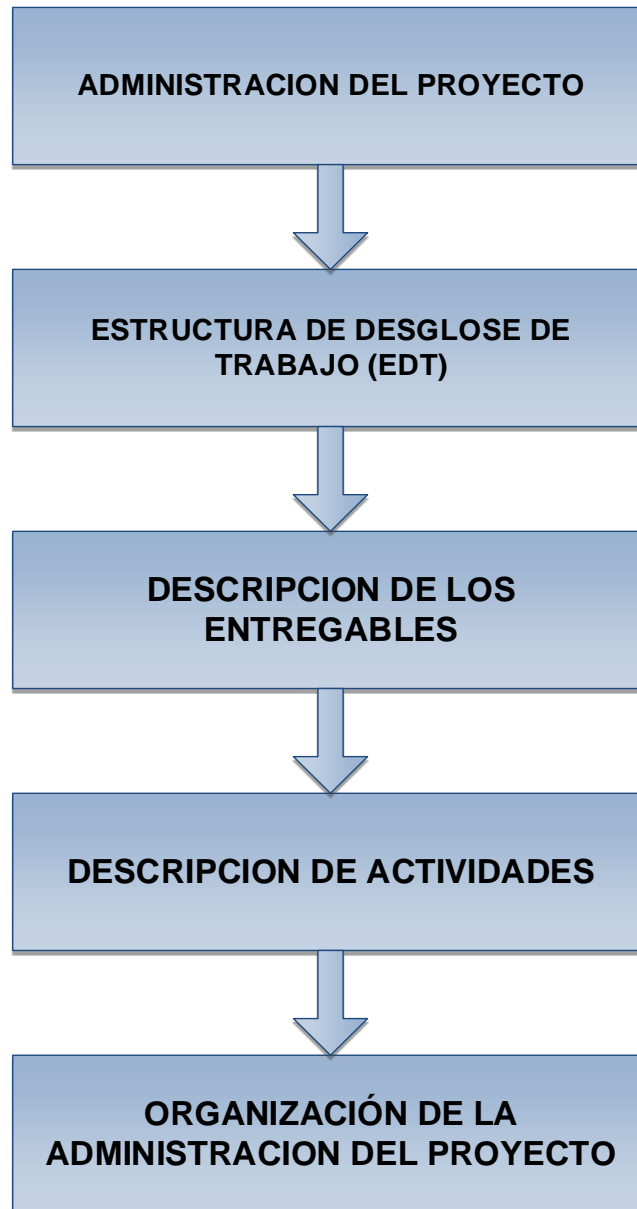 ADMINISTRACION DEL PROYECTO
ESTRUCTURA DE DESGLOSE DE
TRABAJO (EDT)
DESCRIPCION DE LOS
ENTREGABLES
DESCRIPCION DE ACTIVIDADES
ORGANIZACIÓN DE LA
ADMINISTRACION DEL PROYECTO